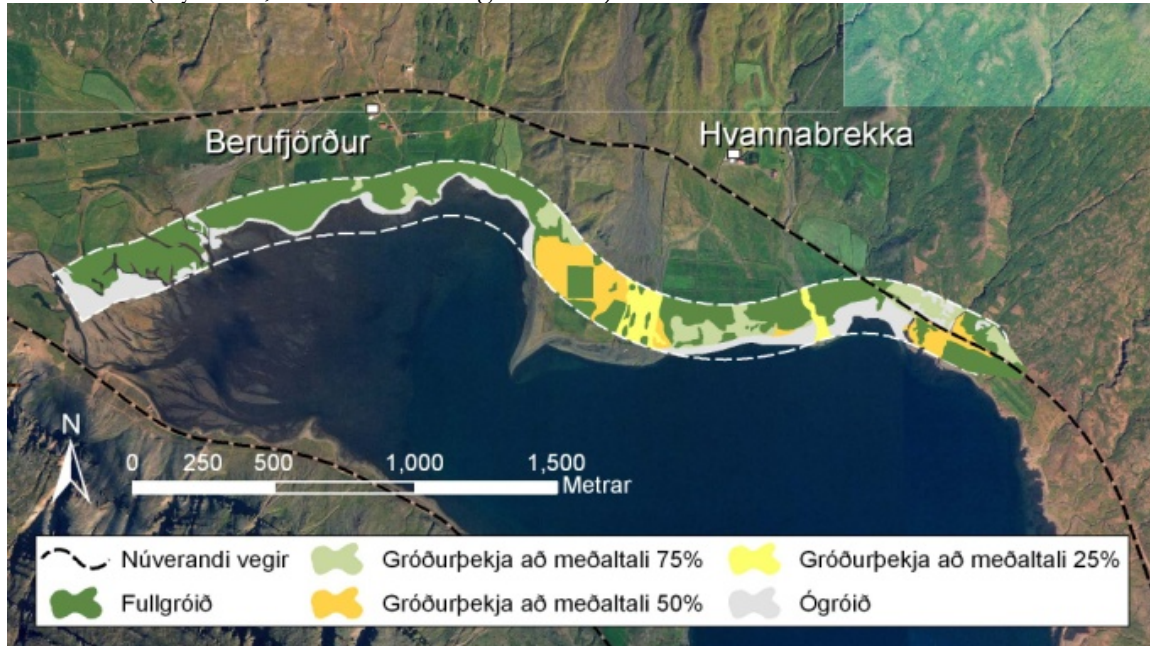 Berufjörður
Hvannabrekka
N
0 250 500 1,000 1,500
Metrar
Núverandi vegir
Gróðurþekja að meðaltali 75%
Gróðurþekja að meðaltali 25%
Fullgróið
Gróðurþekja að meðaltali 50%
Ógróið